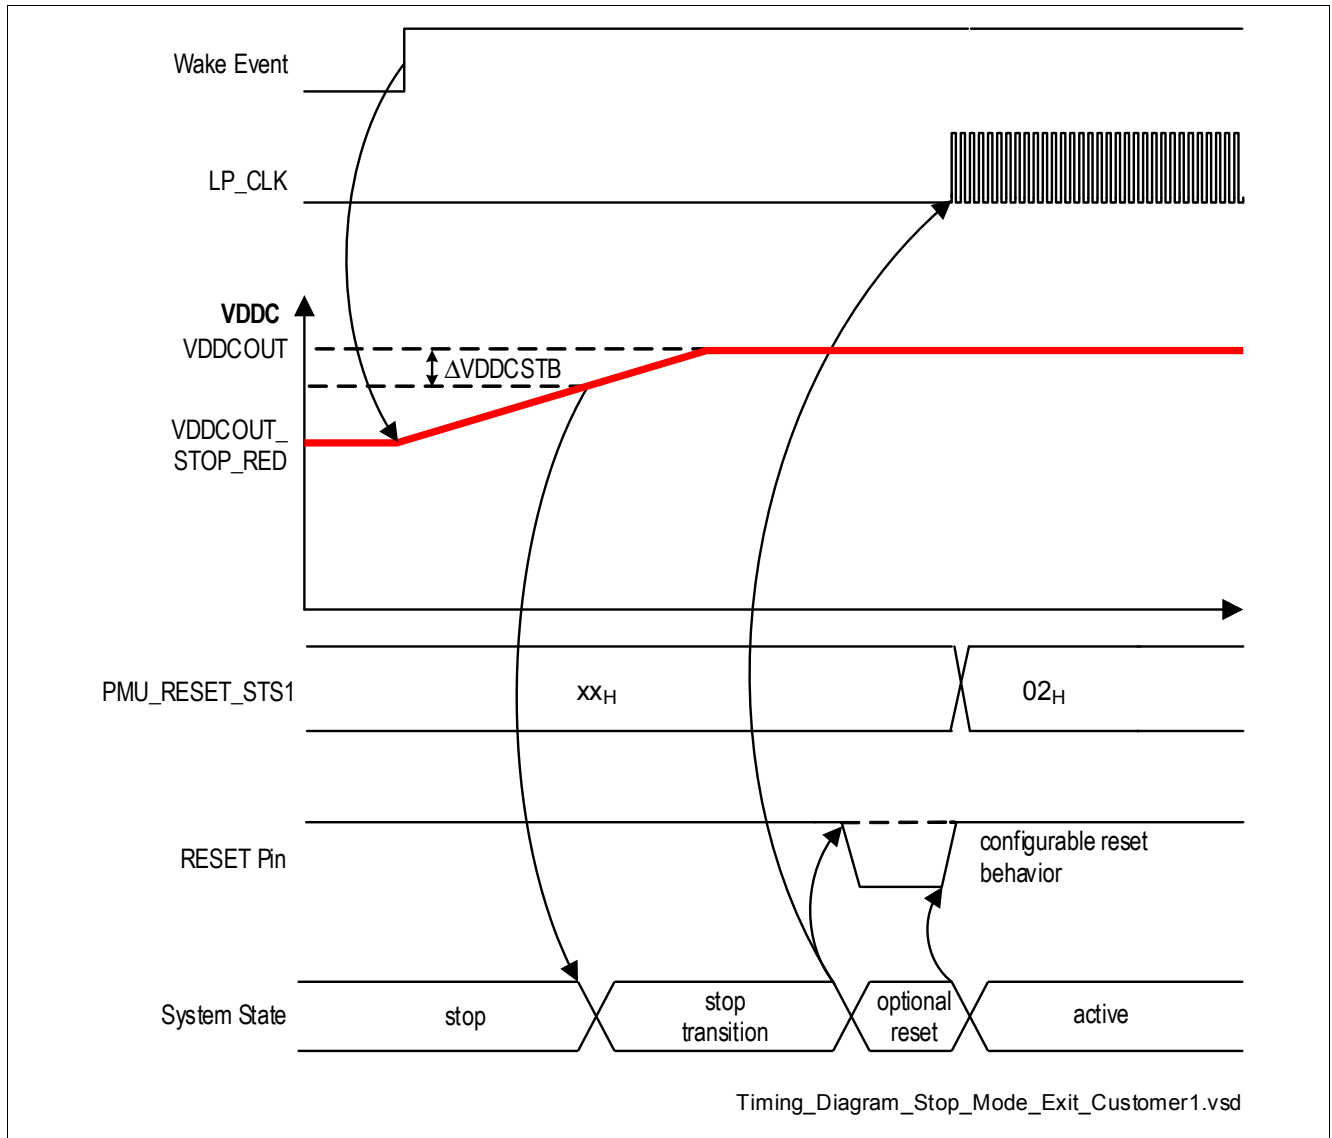 Wake Event
LP_CLK
VDDC
VDDCOUT
ΔVDDCSTB
VDDCOUT_
STOP_RED
PMU_RESET_STS1
xxH
02H
RESET Pin
configurable reset
behavior
System State
stop
stop
transition
optional
reset
active
Timing_Diagram_Stop_Mode_Exit_Customer1.vsd